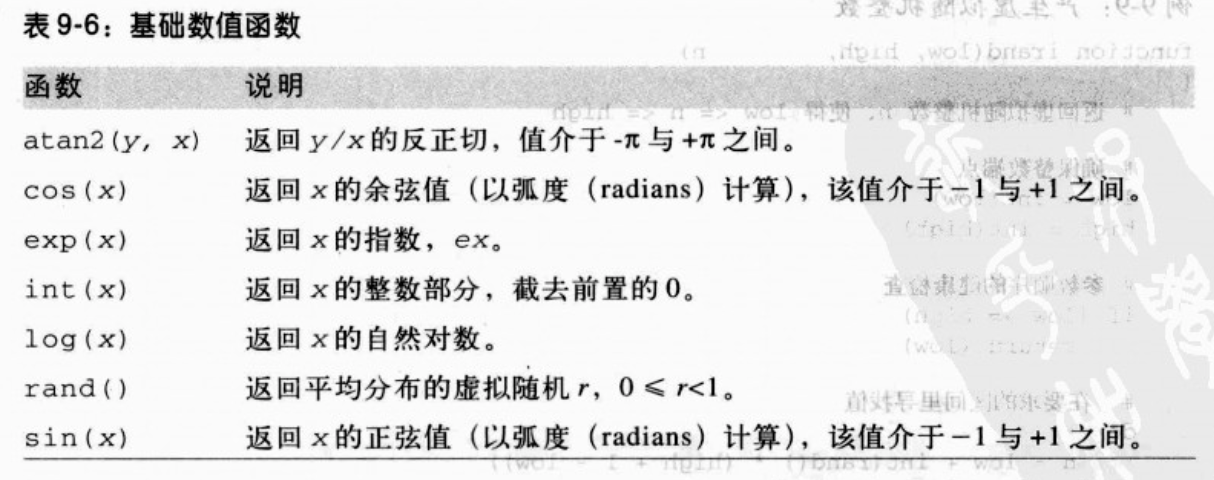 表 9-6：基础数值函数
函数 说明
atan2(y, x) 返回 y/x 的反正切，值介于 -π 与 +π 之间。
cos(x) 返回 x 的余弦值（以弧度（radians）计算），该值介于 －1 与 +1 之间。
exp(x) 返回 x 的指数，ex。
int(x) 返回 x 的整数部分，截去前置的 0。
log(x) 返回 x 的自然对数。
rand() 返回平均分布的虚拟随机 r，0 ≤ r<1。
sin(x) 返回 x 的正弦值（以弧度（radians）计算），该值介于 －1 与 +1 之间。